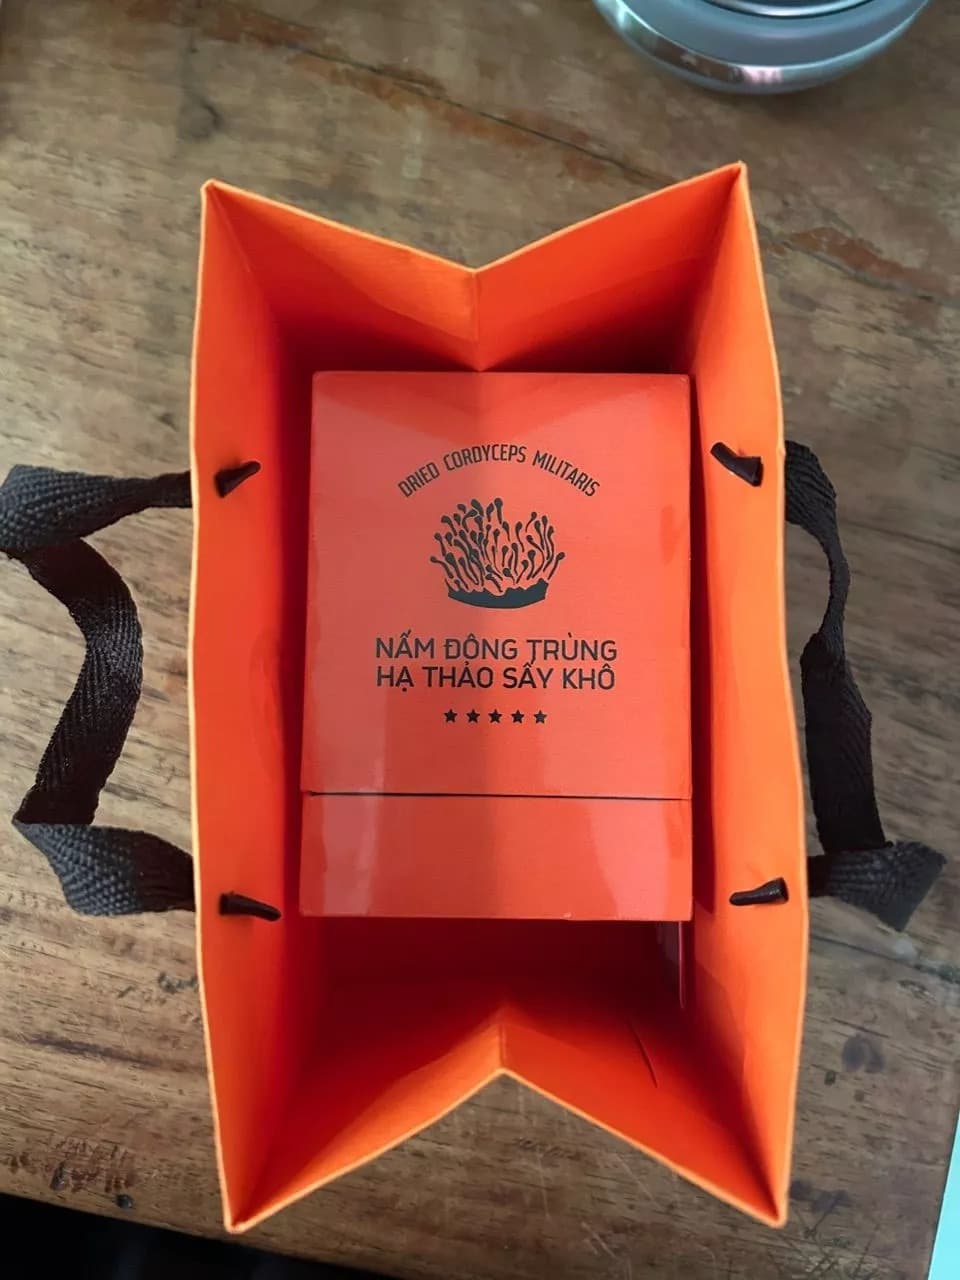 DRIED CORDYCEPS MILITARIS
NẤM ĐÔNG TRÙNG
HẠ THẢO SẤY KHÔ